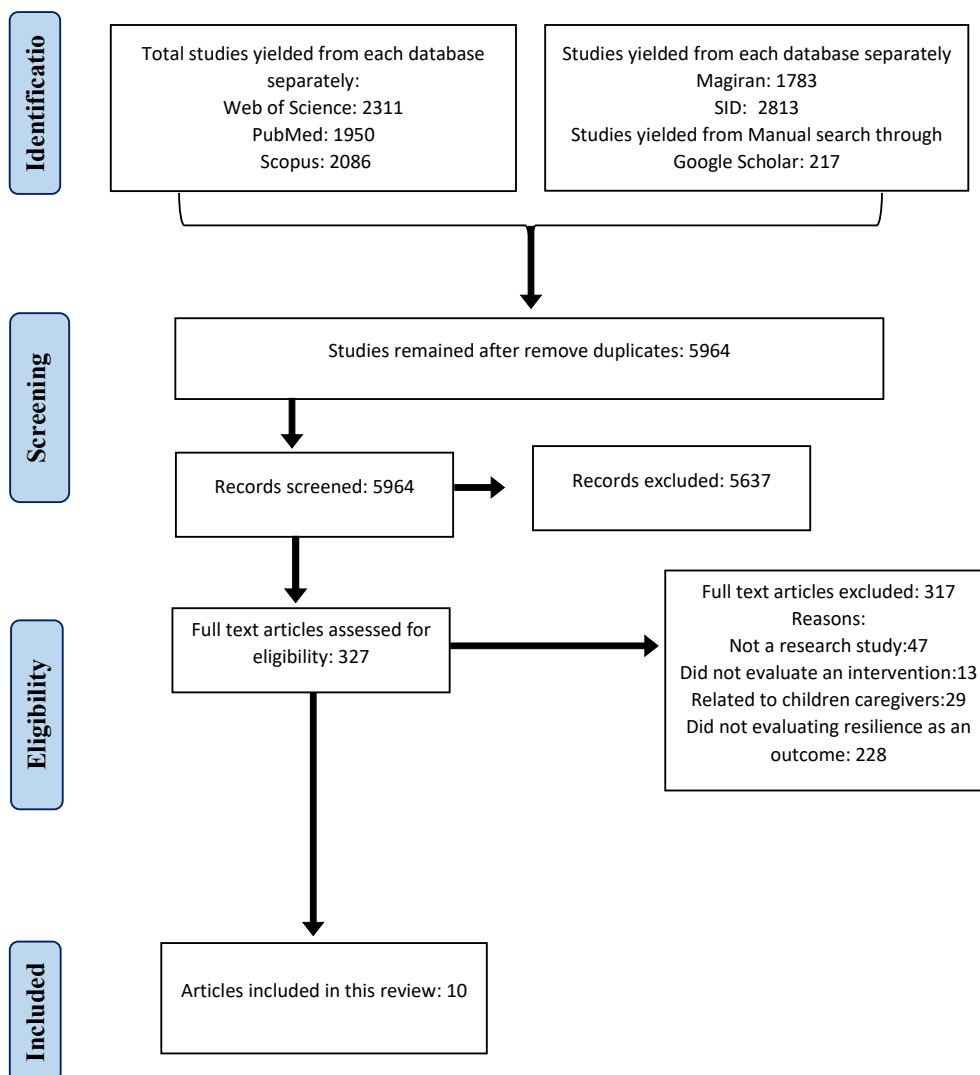 Identificatio
Total studies yielded from each database
separately:
Web of Science: 2311
PubMed: 1950
Scopus: 2086
Studies yielded from each database separately
Magiran: 1783
SID: 2813
Studies yielded from Manual search through
Google Scholar: 217
Screening
Studies remained after remove duplicates: 5964
Records screened: 5964
Records excluded: 5637
Eligibility
Full text articles assessed for
eligibility: 327
Full text articles excluded: 317
Reasons:
Not a research study:47
Did not evaluate an intervention:13
Related to children caregivers:29
Did not evaluating resilience as an
outcome: 228
Included
Articles included in this review: 10